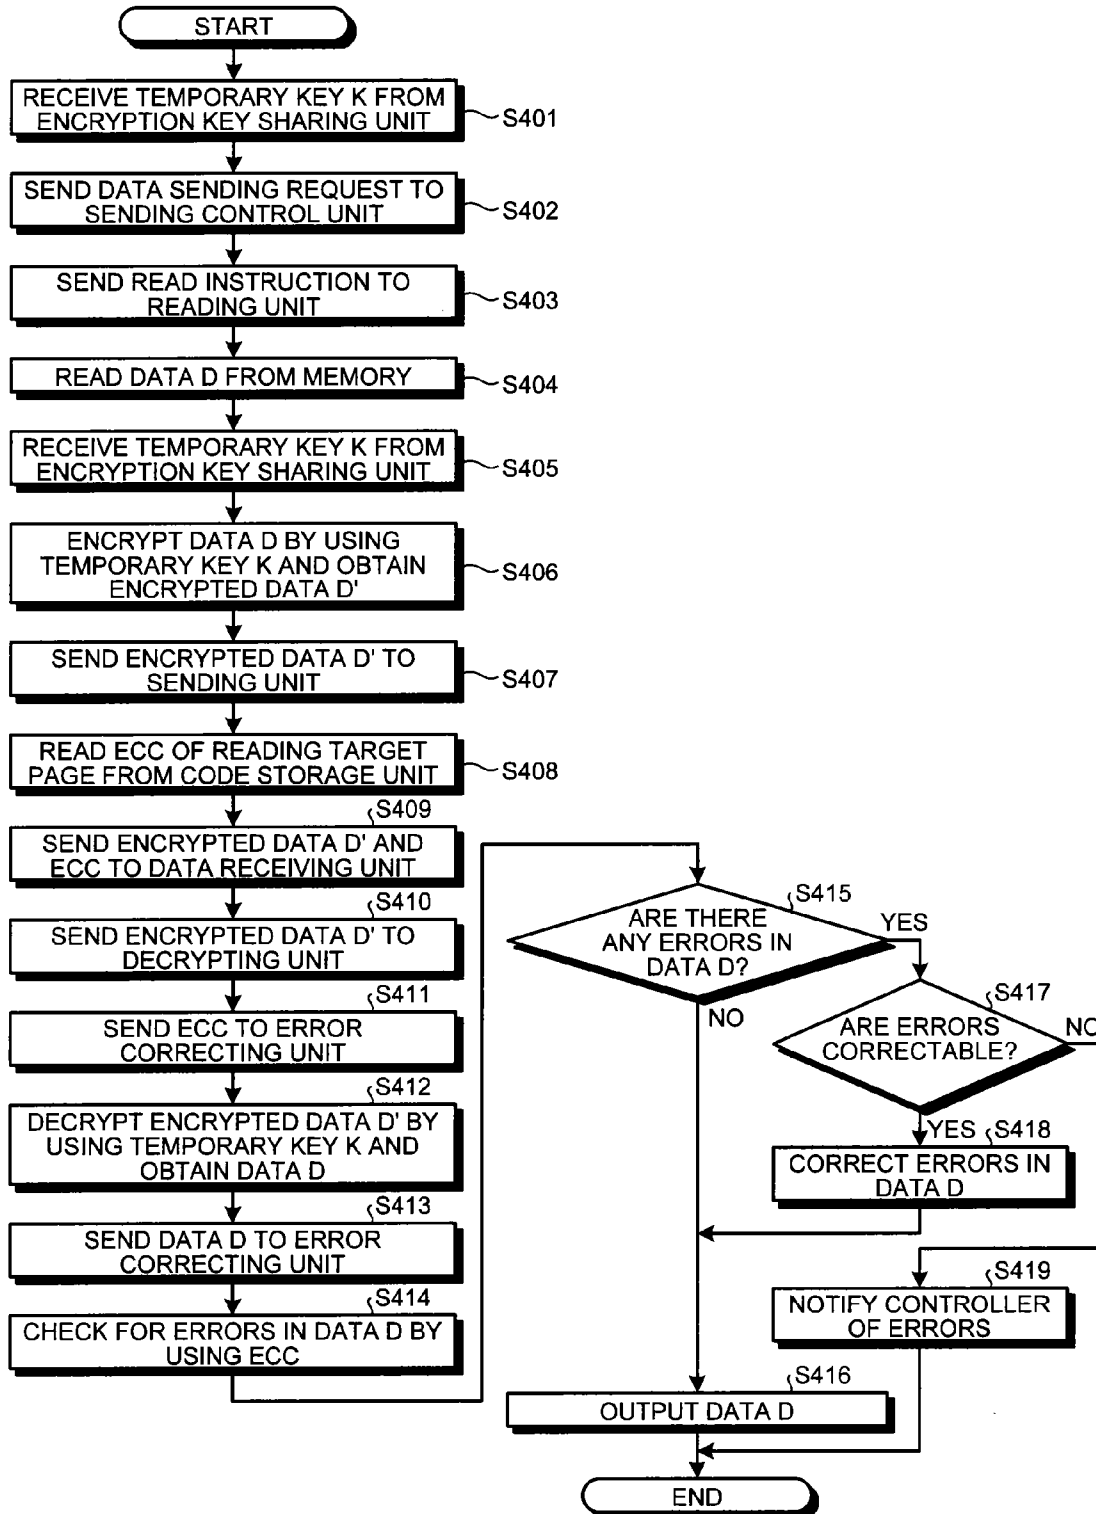 START
RECEIVE TEMPORARY KEY K FROM
ENCRYPTION KEY SHARING UNIT
S401
SEND DATA SENDING REQUEST TO
SENDING CONTROL UNIT
S402
SEND READ INSTRUCTION TO
READING UNIT
S403
READ DATA D FROM MEMORY
S404
RECEIVE TEMPORARY KEY K FROM
ENCRYPTION KEY SHARING UNIT
S405
ENCRYPT DATA D BY USING
TEMPORARY KEY K AND OBTAIN
ENCRYPTED DATA D'
S406
SEND ENCRYPTED DATA D' TO
SENDING UNIT
S407
READ ECC OF READING TARGET
PAGE FROM CODE STORAGE UNIT
S408
S409
SEND ENCRYPTED DATA D' AND
ECC TO DATA RECEIVING UNIT
S410
SEND ENCRYPTED DATA D' TO
DECRYPTING UNIT
S411
SEND ECC TO ERROR
CORRECTING UNIT
S412
DECRYPT ENCRYPTED DATA D' BY
USING TEMPORARY KEY K AND
OBTAIN DATA D
S413
SEND DATA D TO ERROR
CORRECTING UNIT
S414
CHECK FOR ERRORS IN DATA D BY
USING ECC
S415
ARE THERE
ANY ERRORS IN
DATA D?
YES
NO
S417
ARE ERRORS
CORRECTABLE?
NO
YES
S418
CORRECT ERRORS IN
DATA D
S419
NOTIFY CONTROLLER
OF ERRORS
S416
OUTPUT DATA D
END